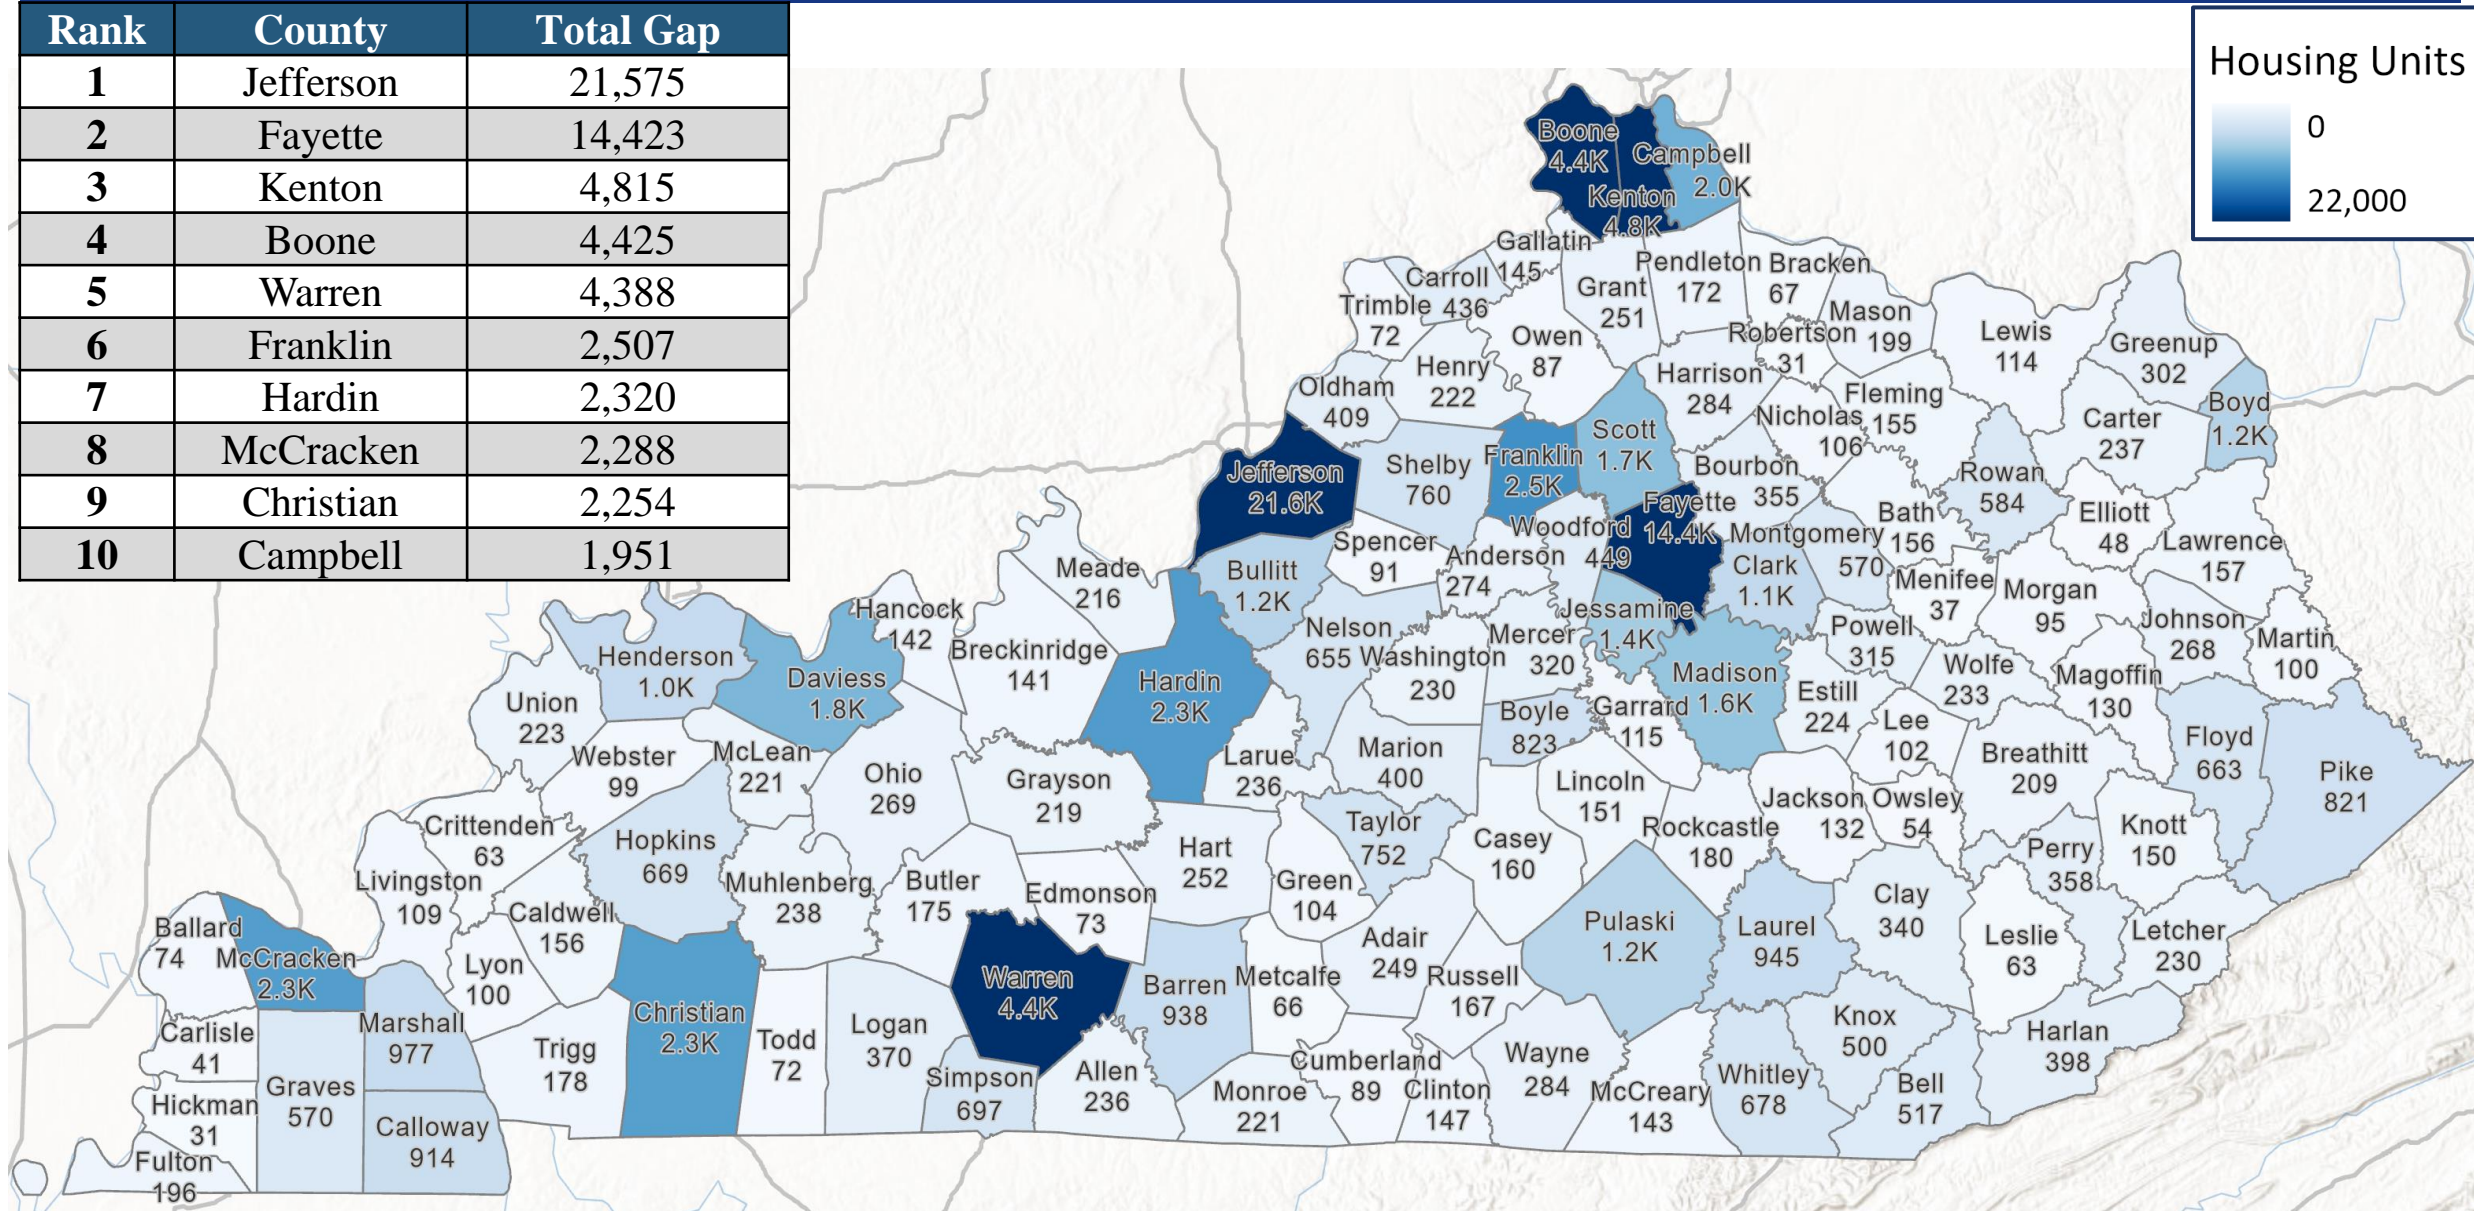 Rank County Total Gap
1 Jefferson 21,575
2 Fayette 14,423
3 Kenton 4,815
4 Boone 4,425
5 Warren 4,388
6 Franklin 2,507
7 Hardin 2,320
8 McCracken 2,288
9 Christian 2,254
10 Campbell 1,951
Housing Units
0
22,000
Boone
4.4K
Campbell
2.0K
Kenton
4.8K
Gallatin
145
Carroll
436
Trimble
72
Grant
251
Pendleton
172
Bracken
67
Mason
199
Robertson
31
Lewis
114
Greenup
302
Boyd
1.2K
Owen
87
Henry
222
Oldham
409
Harrison
284
Nicholas
106
Fleming
155
Carter
237
Scott
1.7K
Franklin
2.5K
Shelby
760
Jefferson
21.6K
Bourbon
355
Rowan
584
Fayette
14.4K
Woodford
449
Montgomery
570
Bath
156
Elliott
48
Lawrence
157
Spencer
91
Anderson
274
Clark
1.1K
Menifee
37
Morgan
95
Meade
216
Bullitt
1.2K
Jessamine
1.4K
Johnson
268
Martin
100
Hancock
142
Breckinridge
141
Nelson
655
Washington
230
Mercer
320
Powell
315
Wolfe
233
Magoffin
130
Henderson
1.0K
Daviess
1.8K
Hardin
2.3K
Madison
1.6K
Estill
224
Union
223
Boyle
823
Garrard
115
Lee
102
Breathitt
209
Floyd
663
Pike
821
Webster
99
McLean
221
Ohio
269
Grayson
219
Larue
236
Marion
400
Lincoln
151
Jackson
132
Owsley
54
Knott
150
Crittenden
63
Hopkins
669
Taylor
752
Casey
160
Rockcastle
180
Perry
358
Livingston
109
Muhlenberg
238
Butler
175
Edmonson
73
Hart
252
Green
104
Clay
340
Ballard
74
McCracken
2.3K
Caldwell
156
Pulaski
1.2K
Laurel
945
Leslie
63
Letcher
230
Lyon
100
Warren
4.4K
Barren
938
Metcalfe
66
Adair
249
Russell
167
Carlisle
41
Marshall
977
Christian
2.3K
Todd
72
Logan
370
Knox
500
Harlan
398
Trigg
178
Graves
570
Simpson
697
Allen
236
Monroe
221
Cumberland
89
Clinton
147
Wayne
284
McCreary
143
Whitley
678
Bell
517
Hickman
31
Calloway
914
Fulton
196